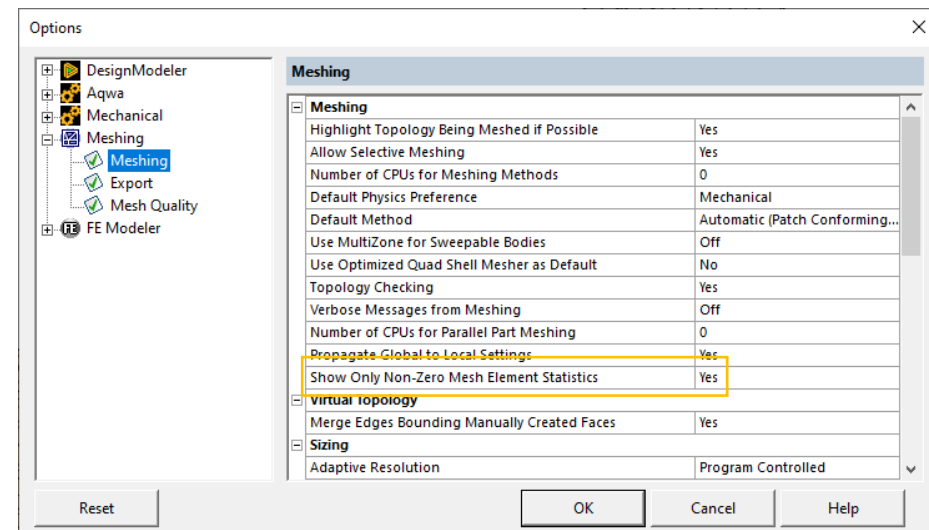 Options
DesignModeler
Aqwa
Mechanical
Meshing
Meshing
Export
Mesh Quality
FE Modeler
Meshing
Meshing
Highlight Topology Being Meshed if Possible Yes
Allow Selective Meshing Yes
Number of CPUs for Meshing Methods 0
Default Physics Preference Mechanical
Default Method Automatic (Patch Conforming...
Use MultiZone for Sweepable Bodies Off
Use Optimized Quad Shell Mesher as Default No
Topology Checking Yes
Verbose Messages from Meshing Off
Number of CPUs for Parallel Part Meshing 0
Propagate Global to Local Settings Yes
Show Only Non-Zero Mesh Element Statistics Yes
Virtual Topology
Merge Edges Bounding Manually Created Faces Yes
Sizing
Adaptive Resolution Program Controlled
Reset OK Cancel Help